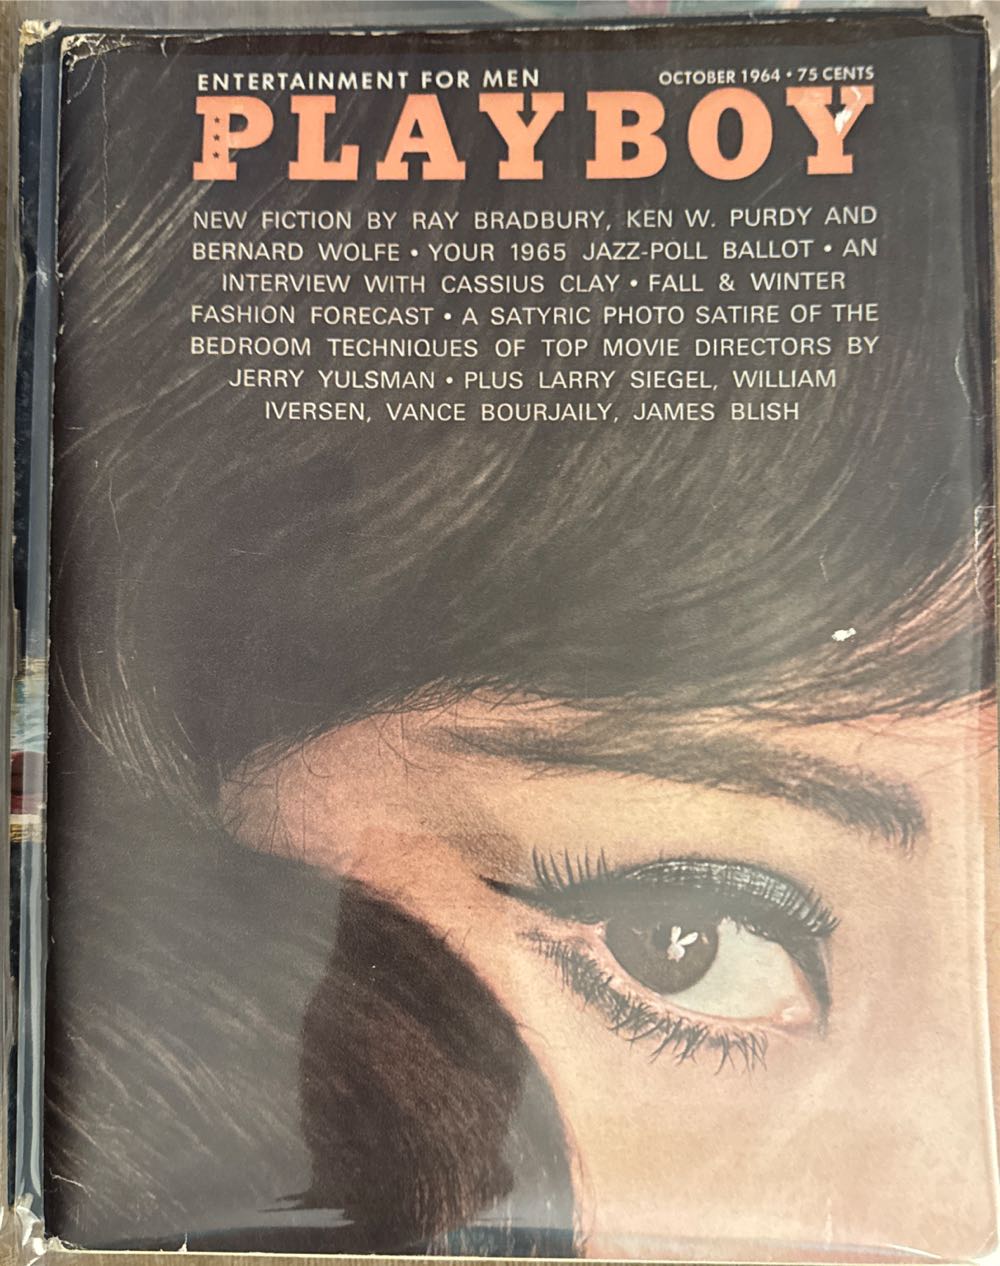 ENTERTAINMENT FOR MEN
OCTOBER 1964 • 75 CENTS
PLAYBOY
NEW FICTION BY RAY BRADBURY, KEN W. PURDY AND
BERNARD WOLFE • YOUR 1965 JAZZ-POLL BALLOT • AN
INTERVIEW WITH CASSIUS CLAY • FALL & WINTER
FASHION FORECAST • A SATYRIC PHOTO SATIRE OF THE
BEDROOM TECHNIQUES OF TOP MOVIE DIRECTORS BY
JERRY YULSMAN • PLUS LARRY SIEGEL, WILLIAM
IVERSEN, VANCE BOURJAILY, JAMES BLISH